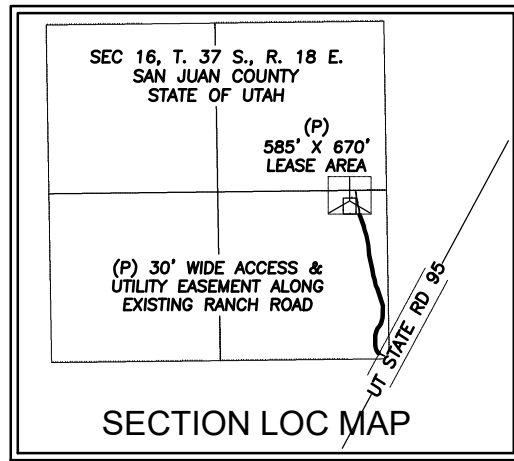 SEC 16, T. 37 S., R. 18 E.
SAN JUAN COUNTY
STATE OF UTAH
(P)
585' X 670'
LEASE AREA
(P) 30' WIDE ACCESS &
UTILITY EASEMENT ALONG
EXISTING RANCH ROAD
UT STATE RD 95
SECTION LOC MAP